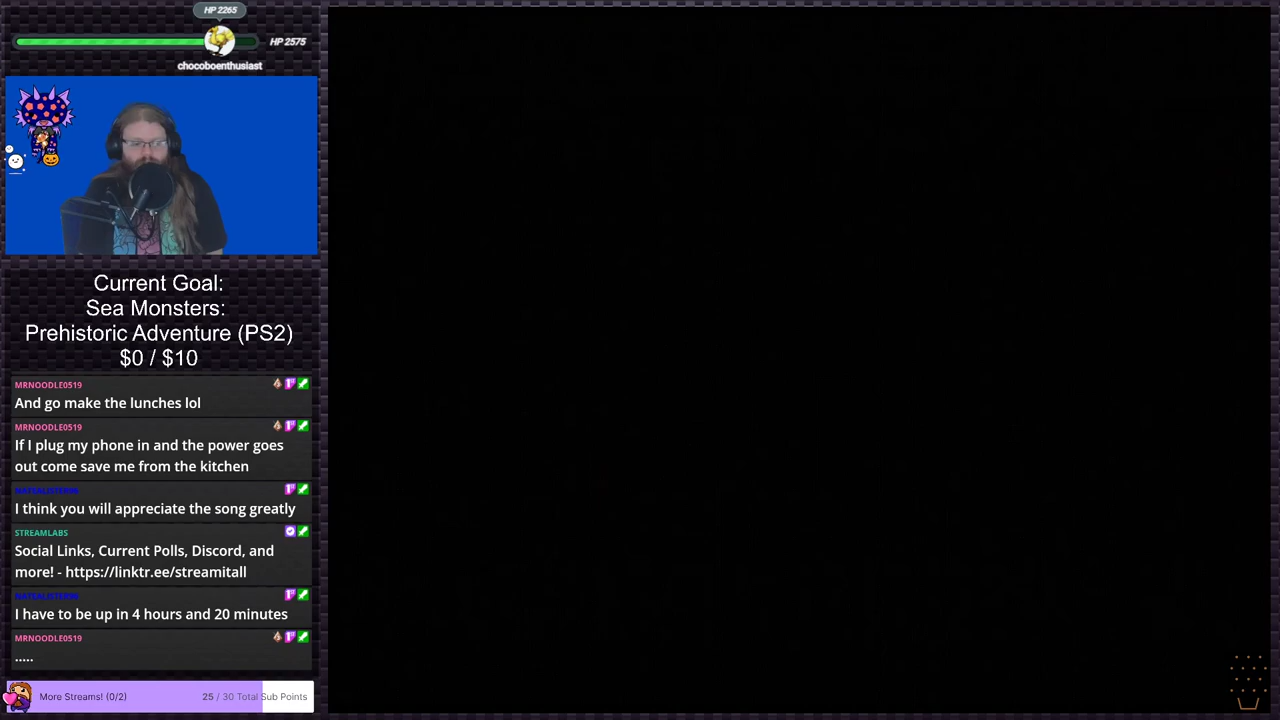 HP 2265
HP 2575
chocoboenthusiast
Current Goal:
Sea Monsters:
Prehistoric Adventure (PS2)
$0 / $10
MRNOODLE0519
And go make the lunches lol
MRNOODLE0519
If I plug my phone in and the power goes
out come save me from the kitchen
I think you will appreciate the song greatly
STREAMLABS
Social Links, Current Polls, Discord, and
more! - https://linktr.ee/streamitall
I have to be up in 4 hours and 20 minutes
MRNOODLE0519
.....
More Streams! (0/2)
25 / 30 Total Sub Points